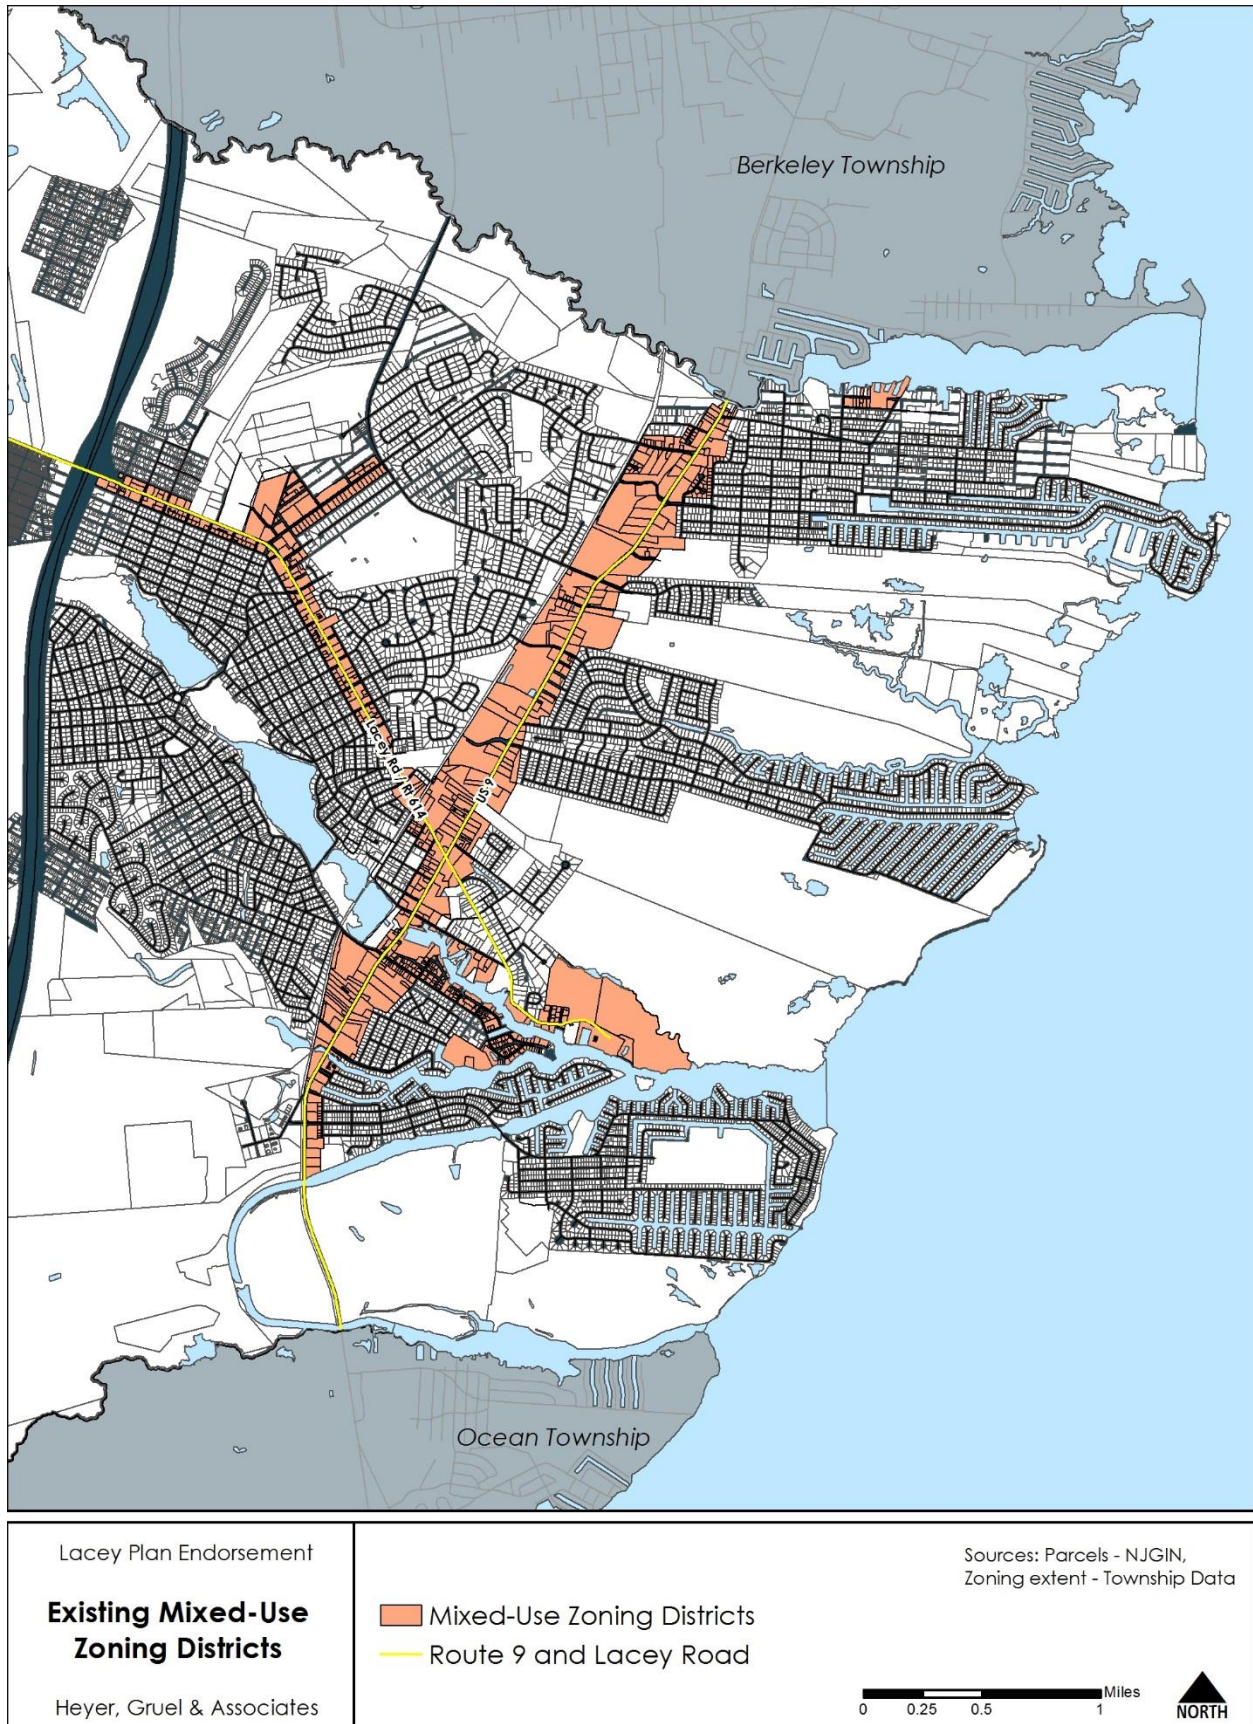 Berkeley Township
Lacey Rd / Rt 614
US-9
Ocean Township
Lacey Plan Endorsement
Existing Mixed-Use
Zoning Districts
Heyer, Gruel & Associates
Mixed-Use Zoning Districts
Route 9 and Lacey Road
Sources: Parcels - NJGIN,
Zoning extent - Township Data
Miles
0 0.25 0.5 1
NORTH